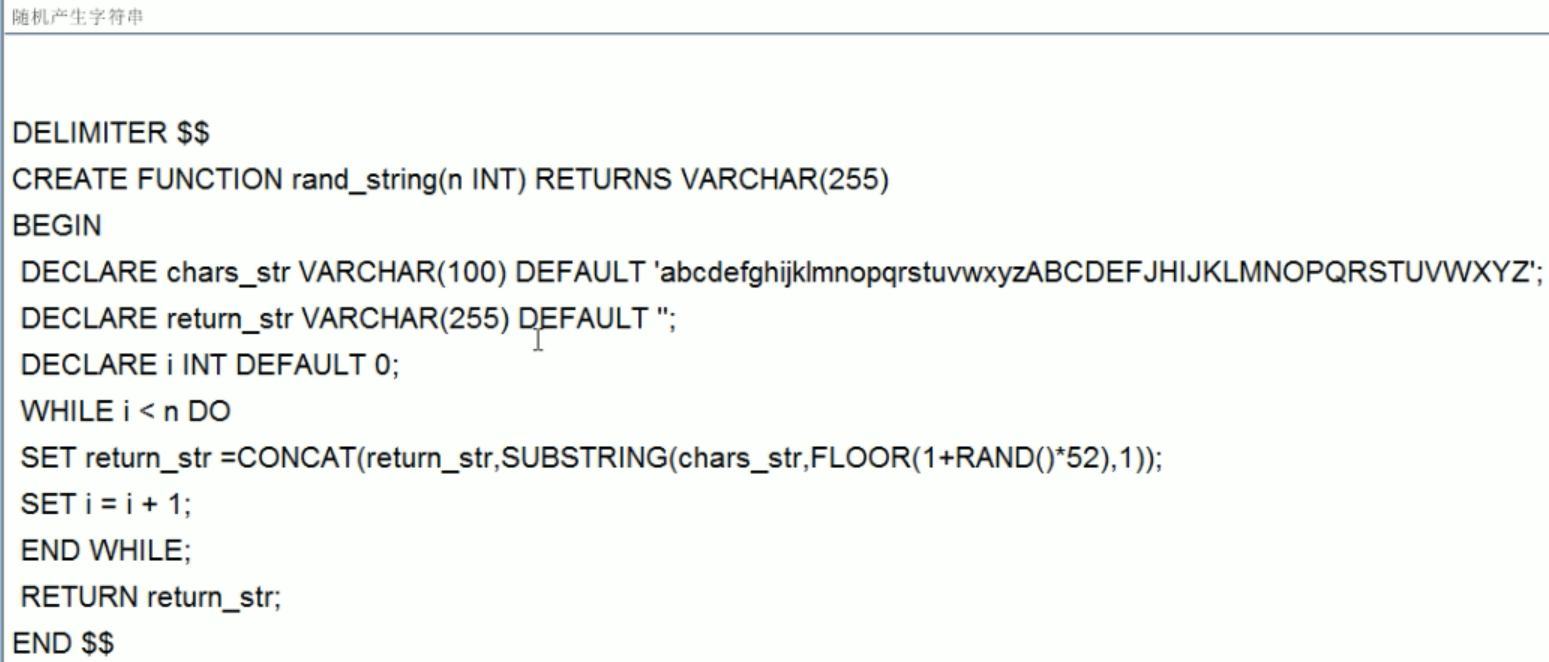 随机产生字符串
DELIMITER $$
CREATE FUNCTION rand_string(n INT) RETURNS VARCHAR(255)
BEGIN
DECLARE chars_str VARCHAR(100) DEFAULT 'abcdefghijklmnopqrstuvwxyzABCDEFJHIJKLMNOPQRSTUVWXYZ';
DECLARE return_str VARCHAR(255) DEFAULT '';
DECLARE i INT DEFAULT 0;
WHILE i < n DO
SET return_str =CONCAT(return_str,SUBSTRING(chars_str,FLOOR(1+RAND()*52),1));
SET i = i + 1;
END WHILE;
RETURN return_str;
END $$